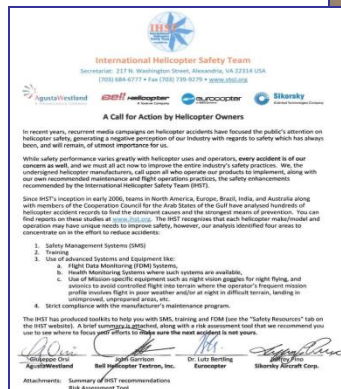 IHST
International Helicopter Safety Team
Secretariat: 217 N. Washington Street, Alexandria, VA 22314 USA
(703) 684-6777 • Fax (703) 739-9279 • www.ihst.org
AgustaWestland Bell Helicopter eurocopter Sikorsky
A Call for Action by Helicopter Owners
In recent years, recurrent media campaigns on helicopter accidents have focused the public's attention on
helicopter safety, generating a negative perception of our industry with regards to safety which has always
been, and will remain, of utmost importance for us.
While safety performance varies greatly with helicopter uses and operators, every accident is of our
concern as well, and we must all act now to improve the entire industry's safety practices. We, the
undersigned helicopter manufacturers, call upon all who operate our products to implement, along with
our own recommended maintenance and flight operations practices, the safety enhancements
recommended by the International Helicopter Safety Team (IHST).
Since IHST's inception in early 2006, teams in North America, Europe, Brazil, India, and Australia along
with members of the Cooperation Council for the Arab States of the Gulf have analysed hundreds of
helicopter accident records to find the dominant causes and the strongest means of prevention. You can
find reports on these studies at www.ihst.org. The IHST recognizes that each helicopter make/model and
operation may have unique needs to improve safety, however, our analysis identified four areas to
concentrate on in the effort to reduce accidents:
1. Safety Management Systems (SMS)
2. Training
3. Use of advanced Systems and Equipment like:
a. Flight Data Monitoring (FDM) Systems,
b. Health Monitoring Systems where such systems are available,
c. Use of Mission-specific equipment such as night vision goggles for night flying, and
avionics to avoid controlled flight into terrain where the operator's frequent mission
profile involves flight in poor weather and/or at night in difficult terrain, landing in
unimproved, unprepared areas, etc.
4. Strict compliance with the manufacturer's maintenance program.
The IHST has produced toolkits to help you with SMS, training and FDM (see the "Safety Resources" tab on
the IHST website). A brief summary is attached, along with a risk assessment tool that we recommend you
use to see where to focus your efforts to make sure the next accident is not yours.
Giuseppe Orsi John Garrison Dr. Lutz Bertling Jeffrey Pino
AgustaWestland Bell Helicopter Textron, Inc. Eurocopter Sikorsky Aircraft Corp.
Attachments: Summary of IHST recommendations
Risk Assessment Tool